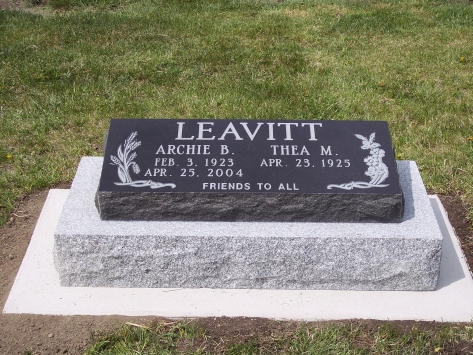 LEAVITT
ARCHIE B. THEA M.
FEB. 3, 1923 APR. 23, 1925
APR. 25, 2004
FRIENDS TO ALL